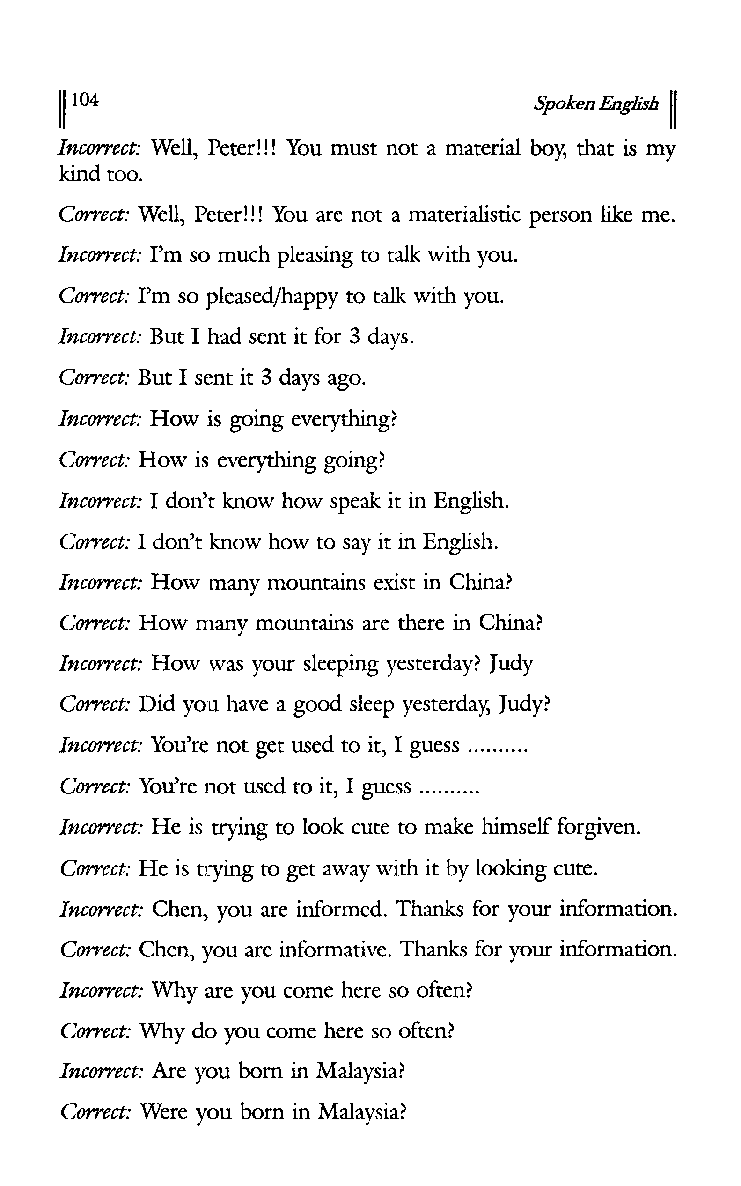 104 Spoken English
Incorrect: Well, Peter!!! You must not a material boy, that is my
kind too.
Correct: Well, Peter!!! You are not a materialistic person like me.
Incorrect: I'm so much pleasing to talk with you.
Correct: I'm so pleased/happy to talk with you.
Incorrect: But I had sent it for 3 days.
Correct: But I sent it 3 days ago.
Incorrect: How is going everything?
Correct: How is everything going?
Incorrect: I don't know how speak it in English.
Correct: I don't know how to say it in English.
Incorrect: How many mountains exist in China?
Correct: How many mountains are there in China?
Incorrect: How was your sleeping yesterday? Judy
Correct: Did you have a good sleep yesterday, Judy?
Incorrect: You're not get used to it, I guess ..........
Correct: You're not used to it, I guess ..........
Incorrect: He is trying to look cute to make himself forgiven.
Correct: He is trying to get away with it by looking cute.
Incorrect: Chen, you are informed. Thanks for your information.
Correct: Chen, you are informative. Thanks for your information.
Incorrect: Why are you come here so often?
Correct: Why do you come here so often?
Incorrect: Are you born in Malaysia?
Correct: Were you born in Malaysia?